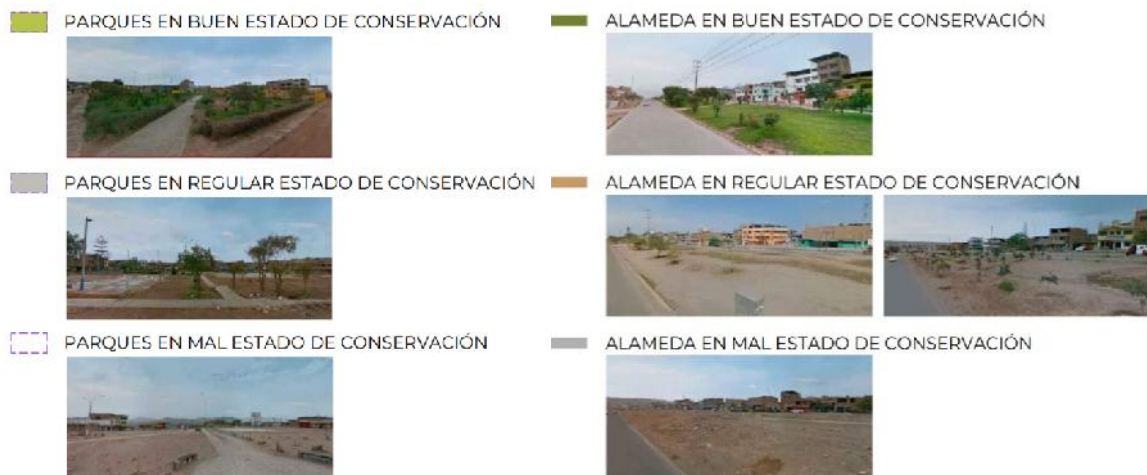 PARQUES EN BUEN ESTADO DE CONSERVACIÓN
ALAMEDA EN BUEN ESTADO DE CONSERVACIÓN
PARQUES EN REGULAR ESTADO DE CONSERVACIÓN
ALAMEDA EN REGULAR ESTADO DE CONSERVACIÓN
PARQUES EN MAL ESTADO DE CONSERVACIÓN
ALAMEDA EN MAL ESTADO DE CONSERVACIÓN